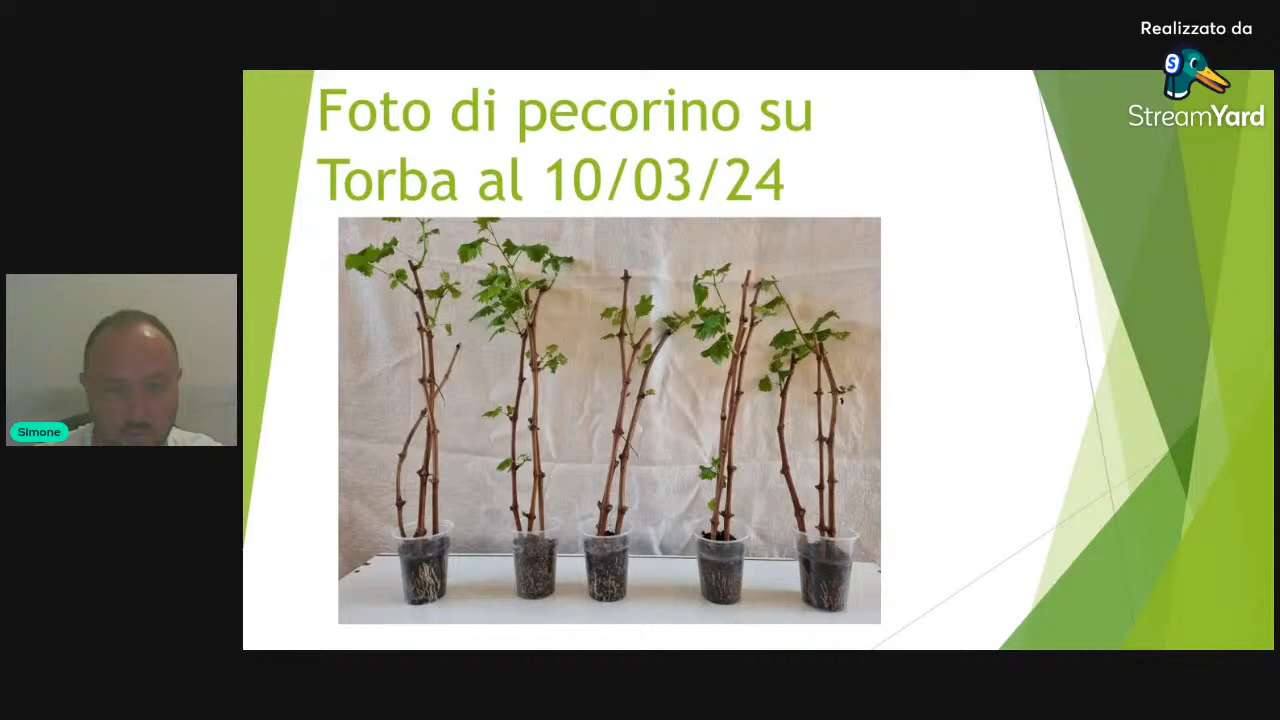 Realizzato da
S
StreamYard
Foto di pecorino su
Torba al 10/03/24
Simone